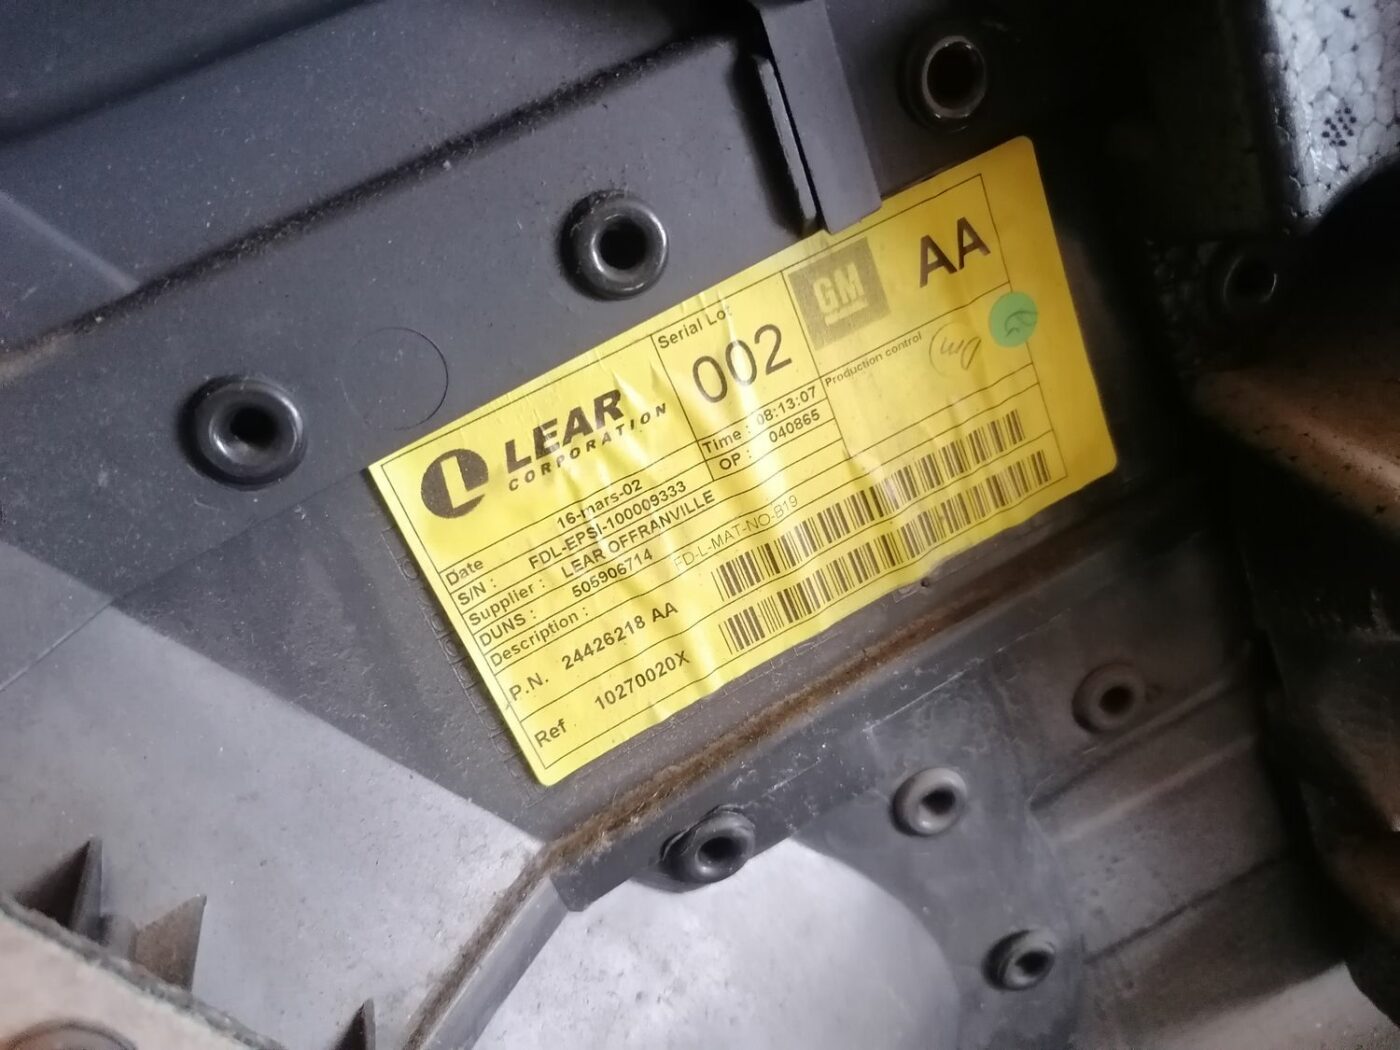 LEAR
CORPORATION
Serial Lot
002
GM
AA
Date 16-mars-02
Time : 08:13:07
Production control
S/N : FDL-EPSI-100009333
OP : 040865
Supplier : LEAR OFFRANVILLE
DUNS : 505906714
Description : FD-L-MAT-NO-B19
P.N. 24426218 AA
Ref 10270020X